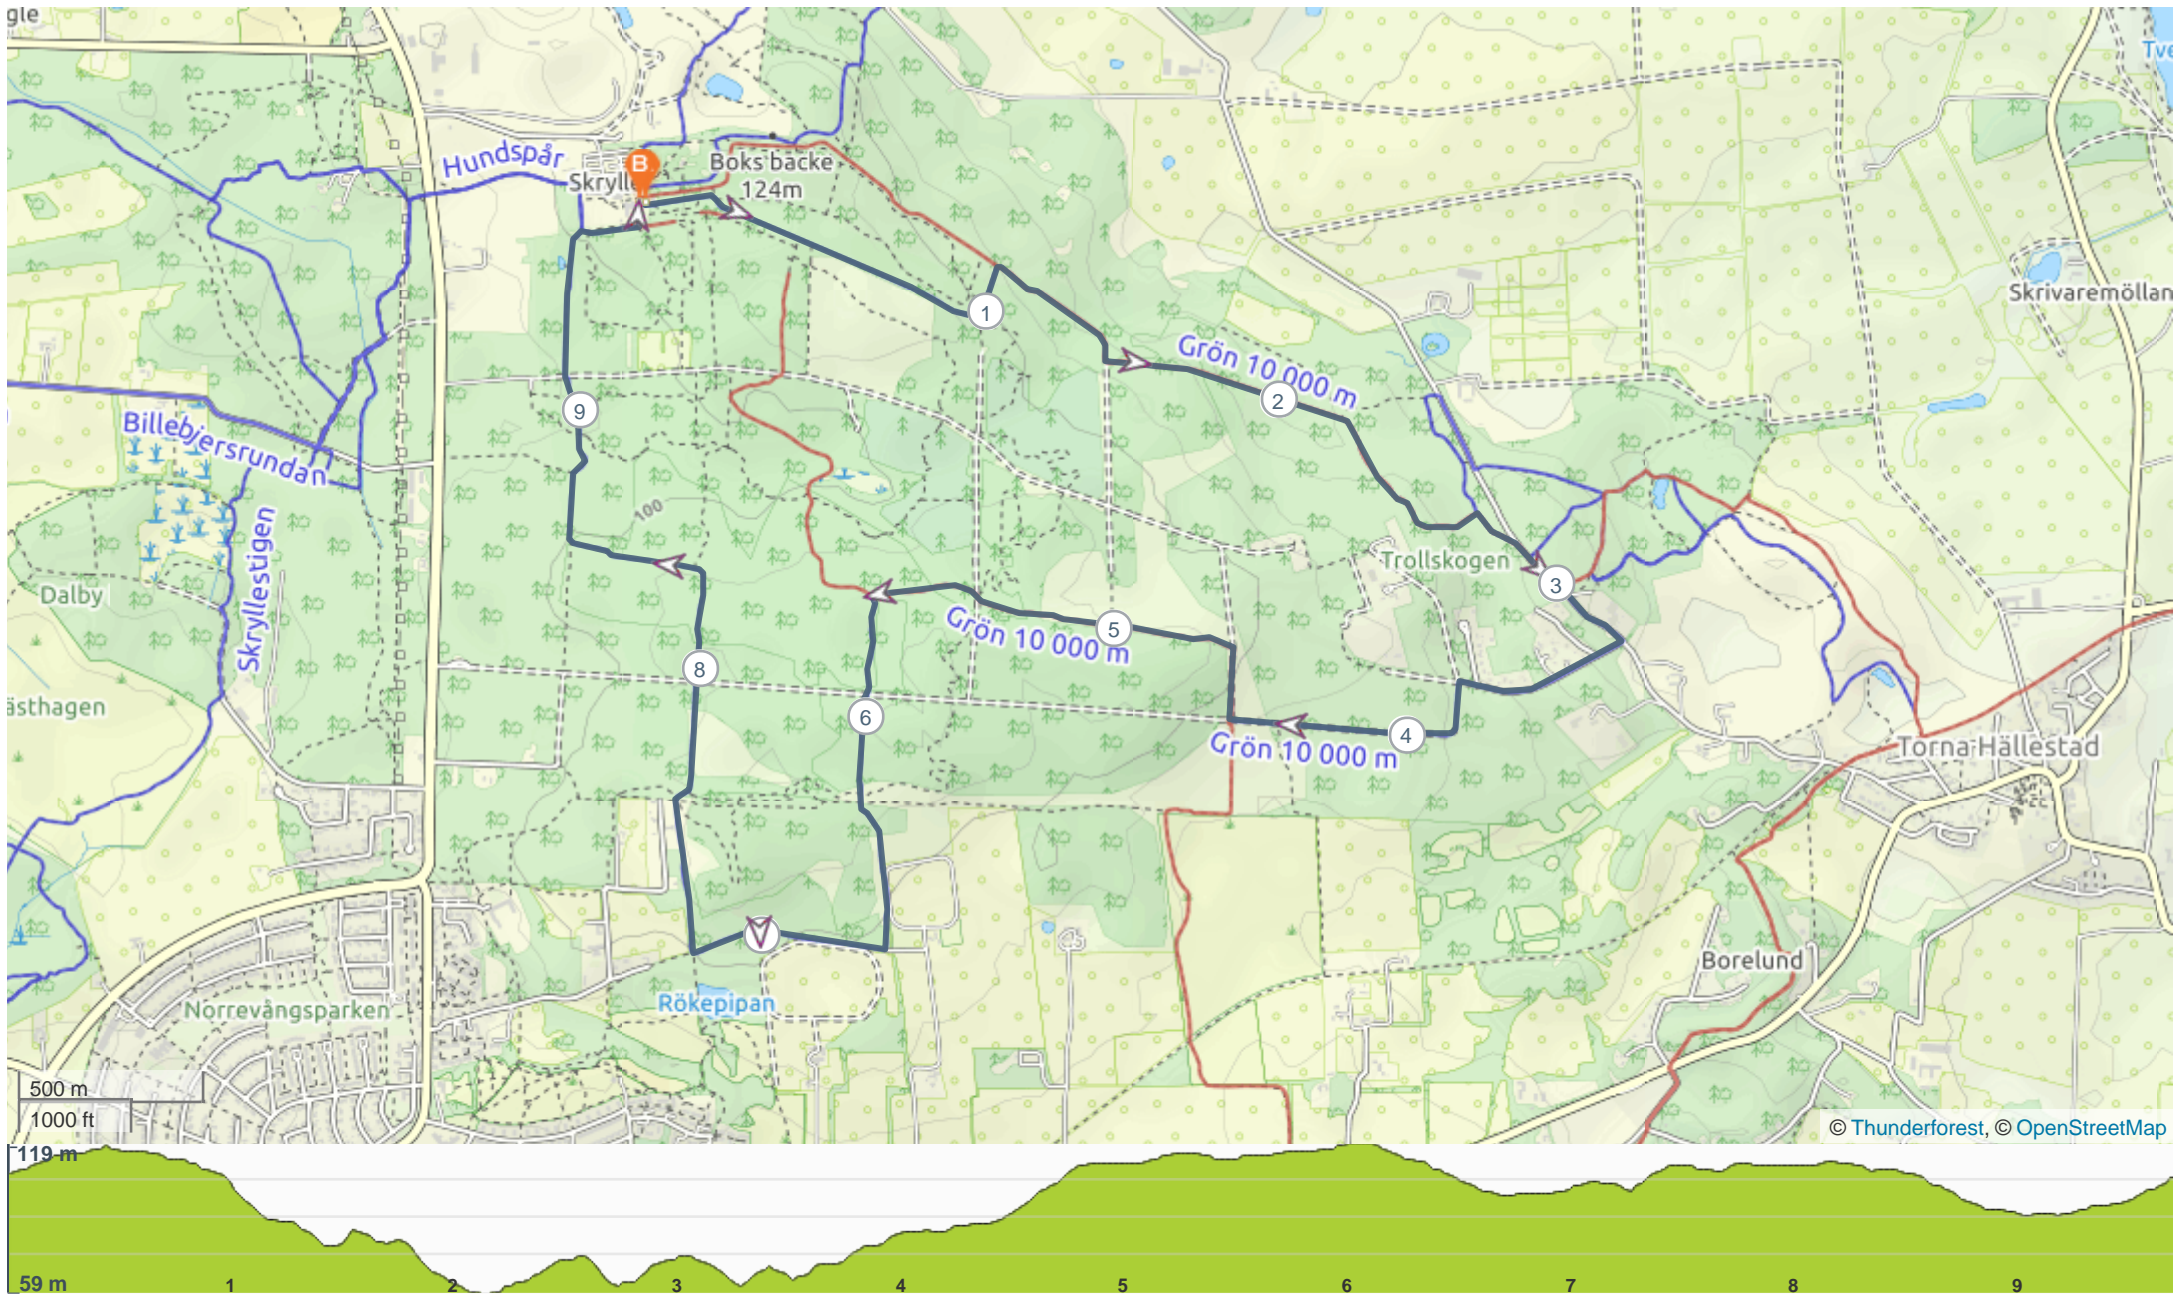 gle
Tve
Hundspår
B
Boks backe
124m
Skrylle
Skrivaremöllan
1
Grön 10 000 m
2
9
Billebjersrundan
100
Skryllestigen
Trollskogen
3
Dalby
Grön 10 000 m
5
8
6
ästhagen
4
Grön 10 000 m
Torna-Hällestad
Borelund
Rökepipan
Norrevångsparken
500 m
1000 ft
© Thunderforest, © OpenStreetMap
119 m
59 m
1
2
3
4
5
6
7
8
9